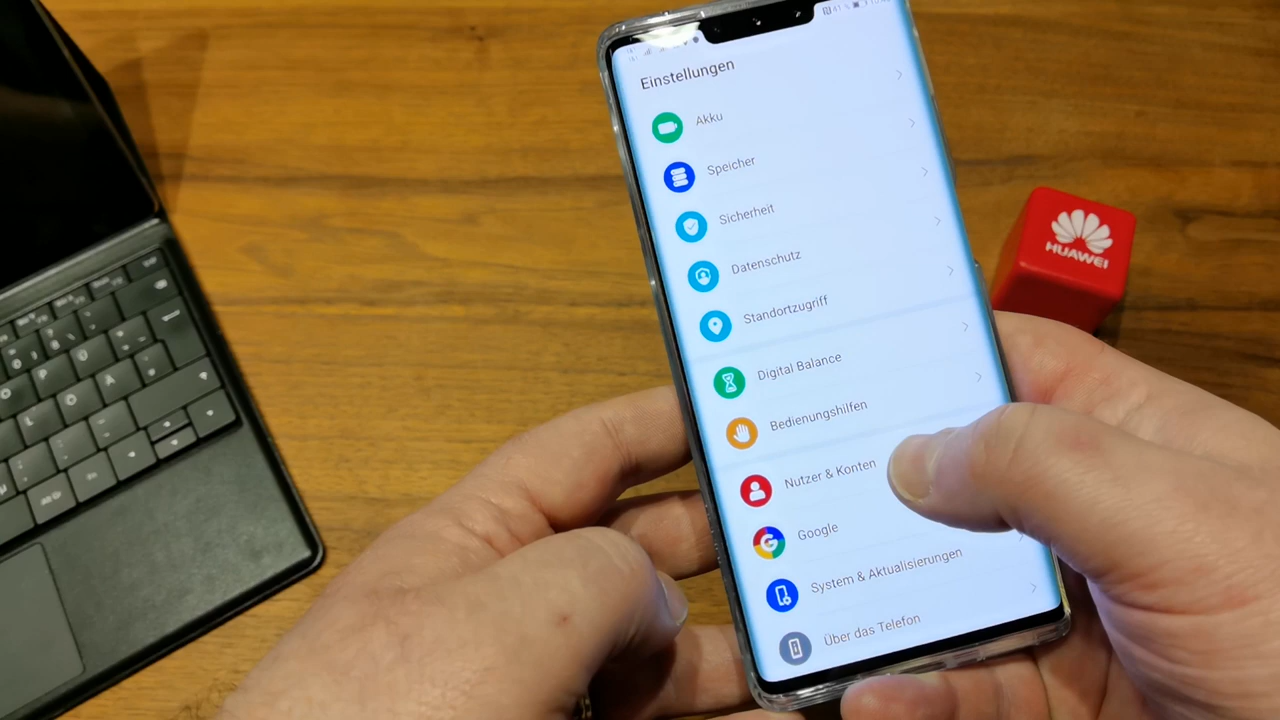 Einstellungen
Akku
Speicher
Sicherheit
Datenschutz
Standortzugriff
Digital Balance
Bedienungshilfen
Nutzer & Konten
Google
System & Aktualisierungen
Über das Telefon
HUAWEI